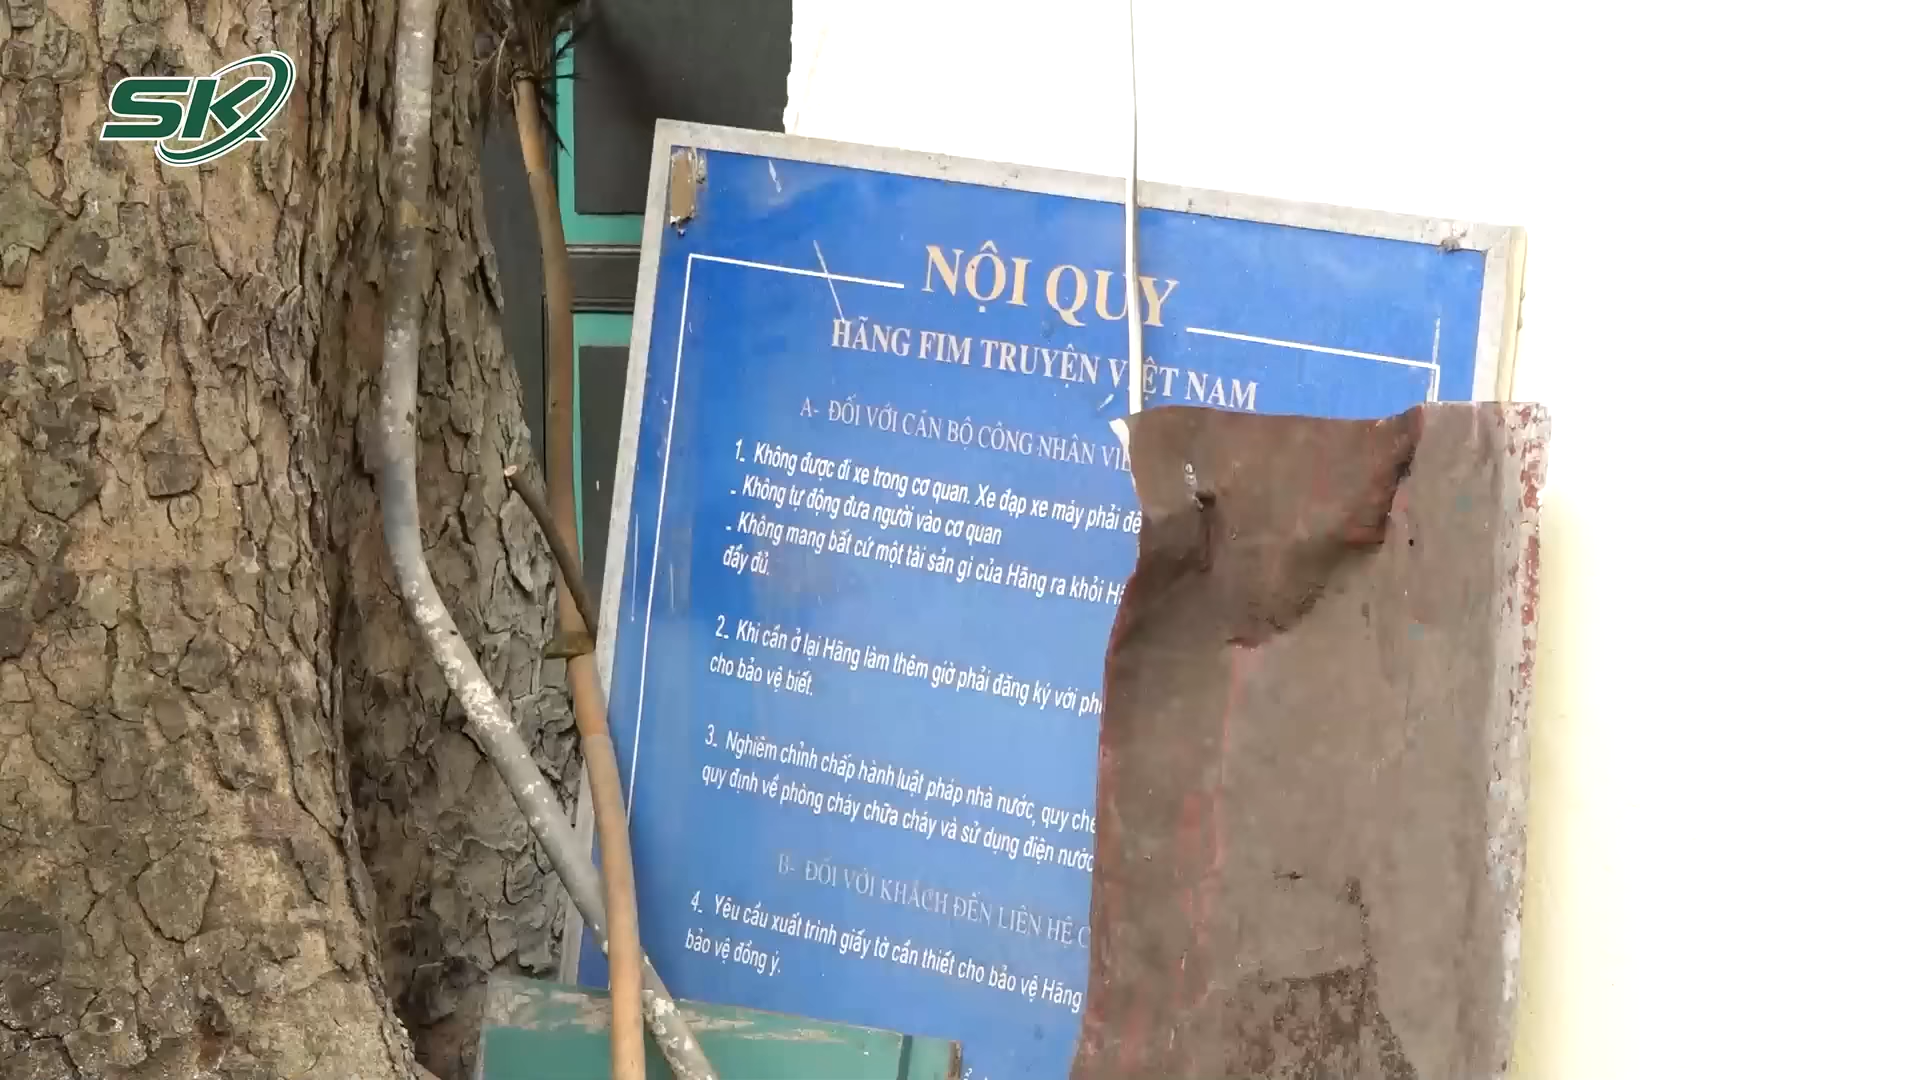 SK
NỘI QUY
HÃNG FIM TRUYỆN VIỆT NAM
A- ĐỐI VỚI CÁN BỘ CÔNG NHÂN
1. Không được đi xe trong cơ quan. Xe đạp xe máy phải
- Không tự động đưa người vào cơ quan
- Không mang bất cứ một tài sản gì của Hãng ra khỏi
đầy đủ.
2. Khi cần ở lại Hãng làm thêm giờ phải đăng ký với
cho bảo vệ biết.
3. Nghiêm chỉnh chấp hành luật pháp nhà nước, quy
quy định về phòng cháy chữa cháy và sử dụng điện nước
B- ĐỐI VỚI KHÁCH ĐẾN LIÊN HỆ
4. Yêu cầu xuất trình giấy tờ cần thiết cho bảo vệ Hãng
bảo vệ đồng ý.